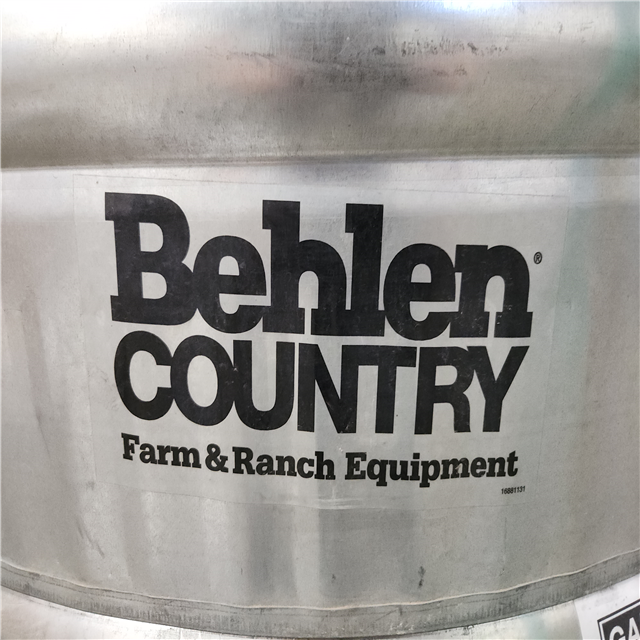 Behlen®
COUNTRY
Farm & Ranch Equipment
16881131